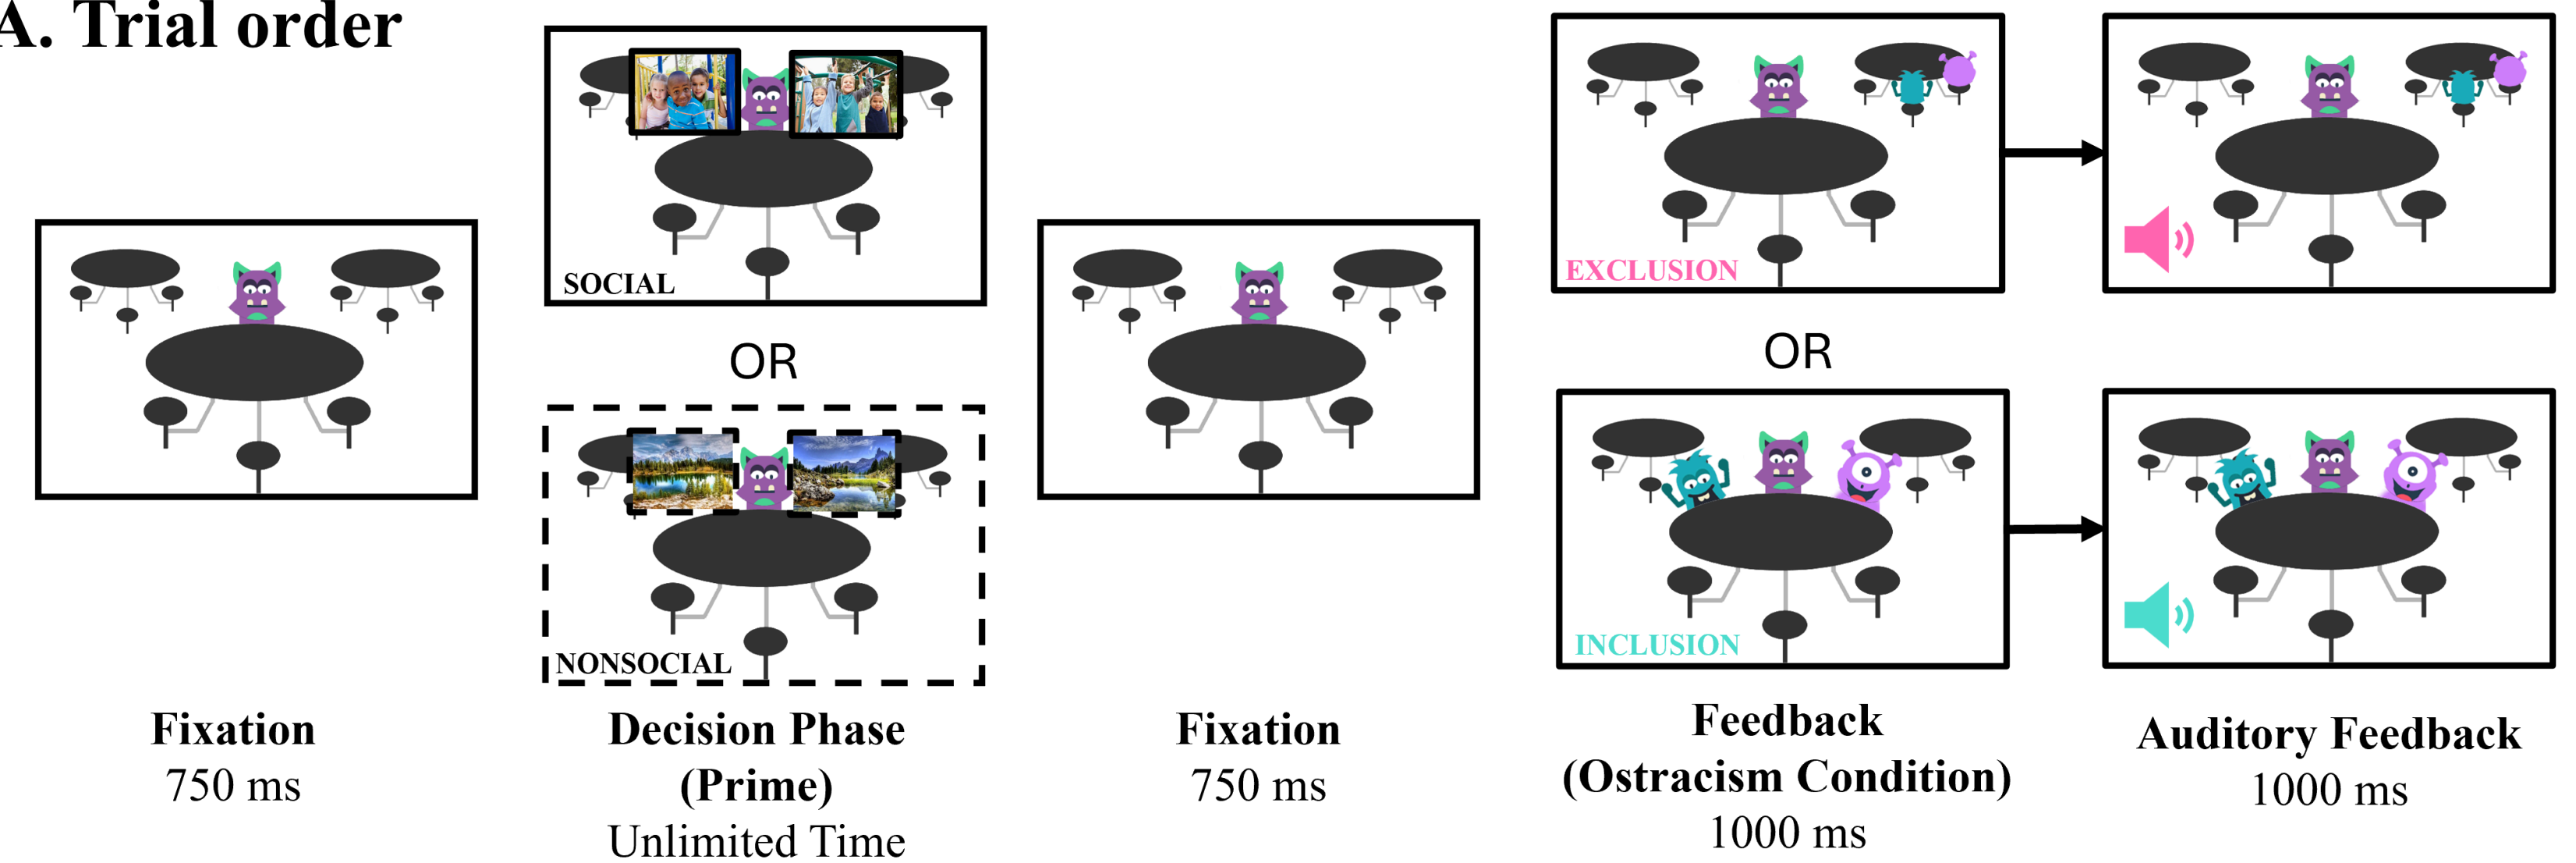 A. Trial order
SOCIAL
OR
NONSOCIAL
EXCLUSION
OR
INCLUSION
Fixation
750 ms
Decision Phase
(Prime)
Unlimited Time
Fixation
750 ms
Feedback
(Ostracism Condition)
1000 ms
Auditory Feedback
1000 ms